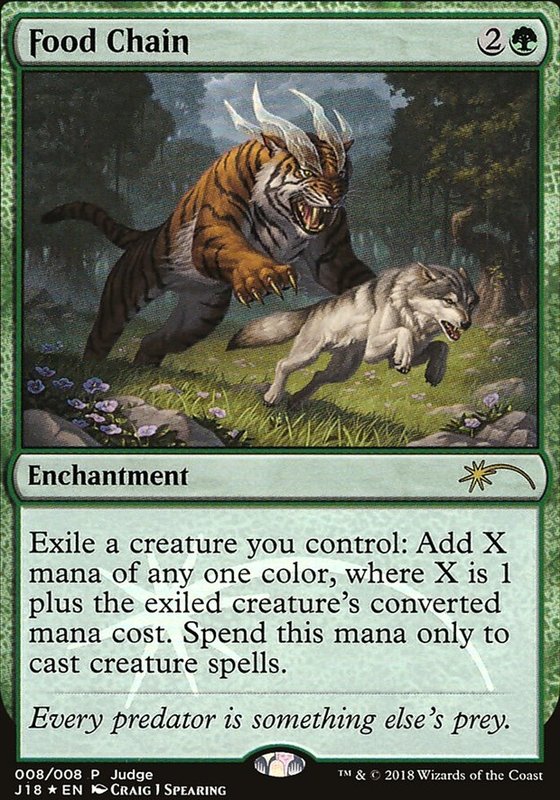 Food Chain 2
Enchantment
Exile a creature you control: Add X
mana of any one color, where X is 1
plus the exiled creature's converted
mana cost. Spend this mana only to
cast creature spells.
Every predator is something else's prey.
008/008 P Judge
J18 ★ EN Craig J Spearing ™ & © 2018 Wizards of the Coast